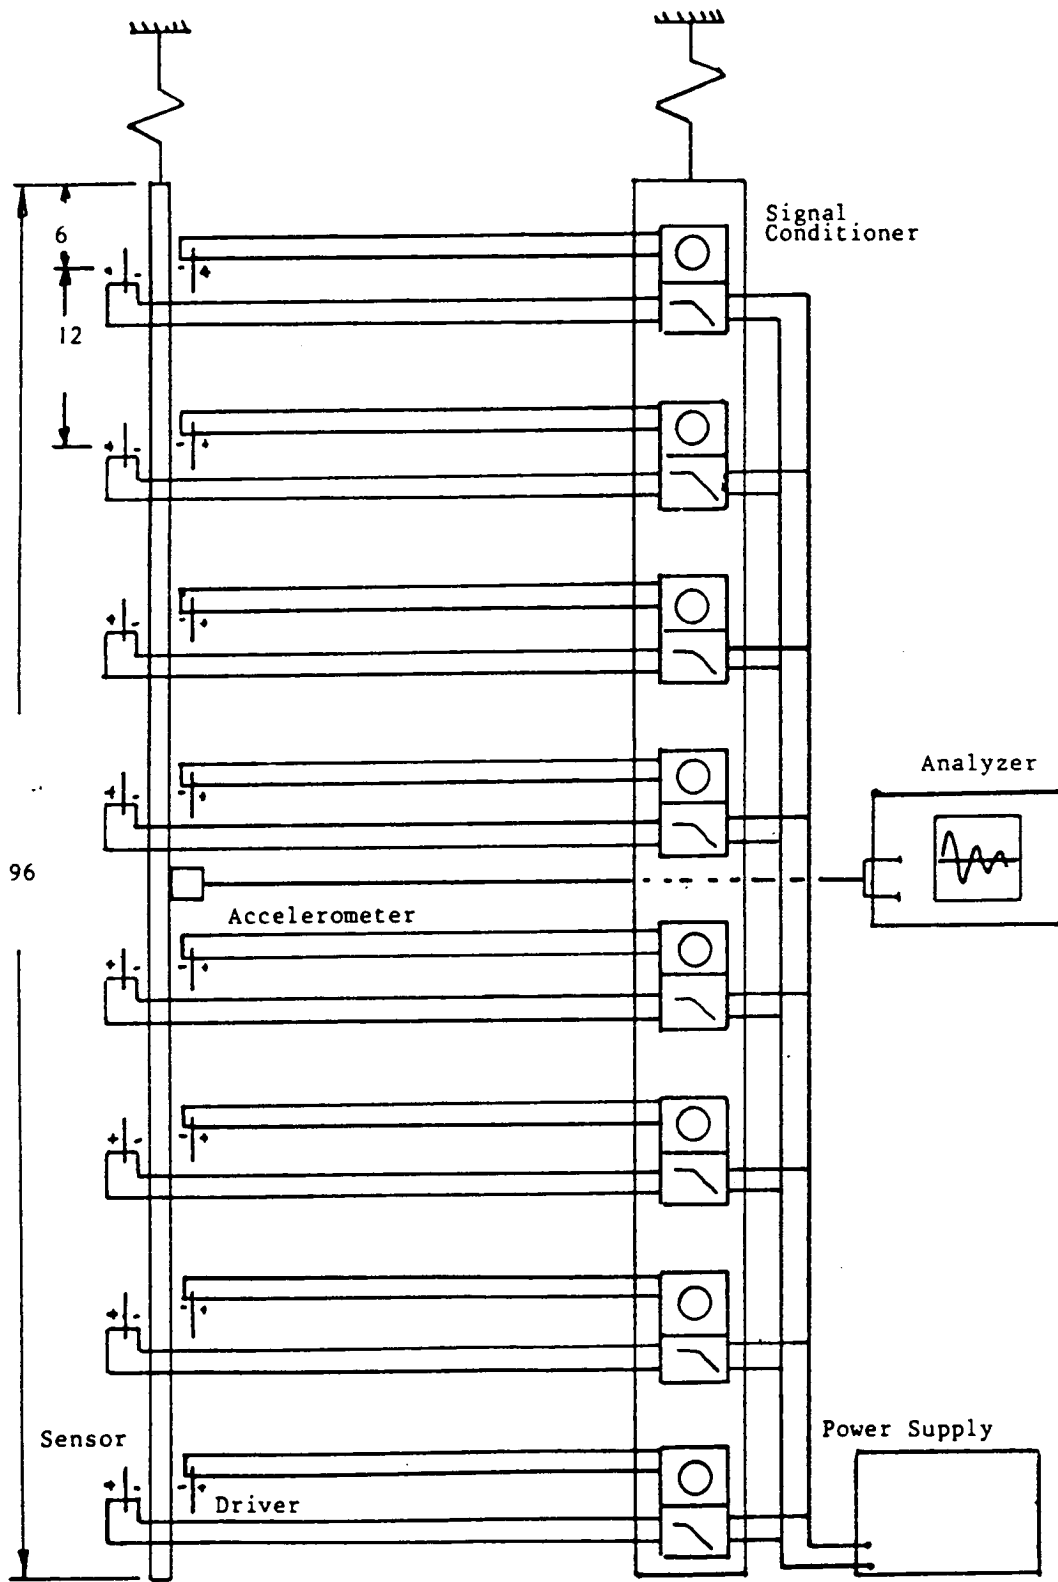 Signal
Conditioner
6
12
Analyzer
96
Accelerometer
Sensor
Power Supply
Driver